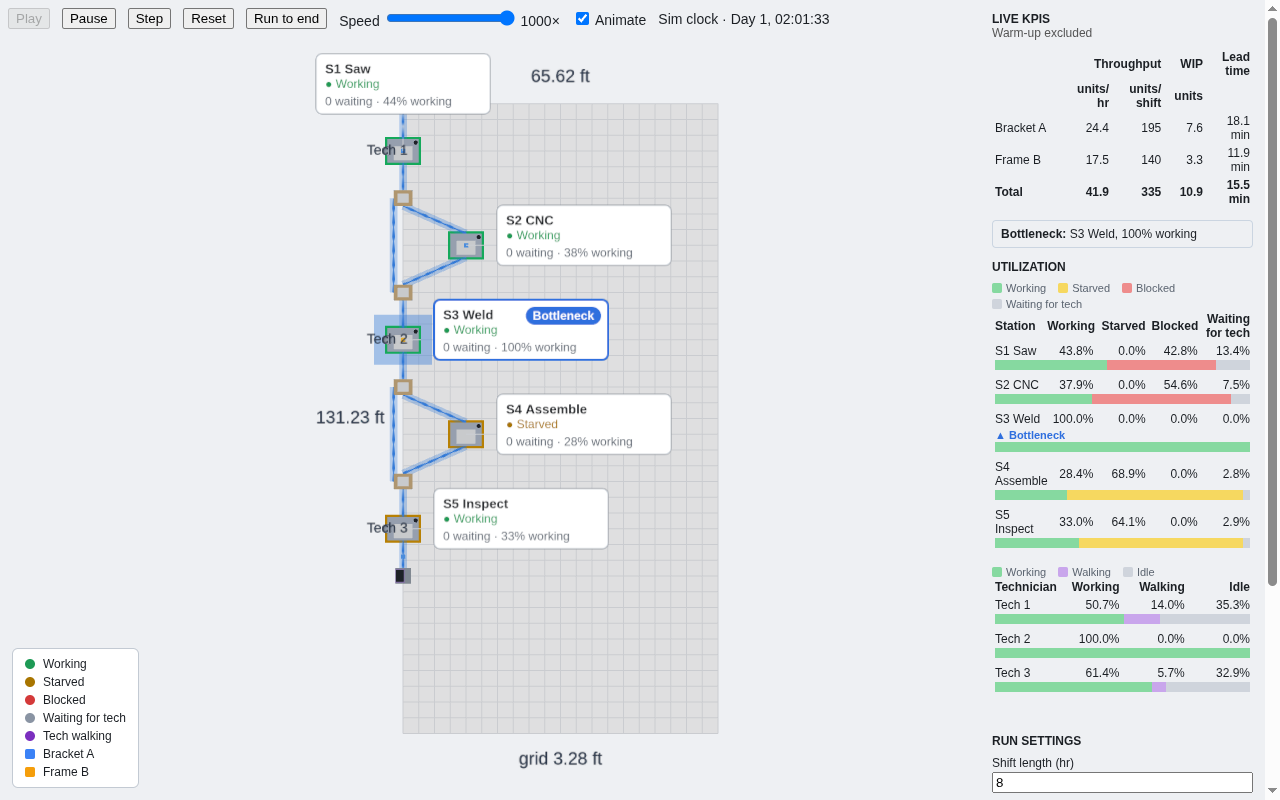 Play Pause Step Reset Run to end Speed 1000× Animate Sim clock · Day 1, 02:01:33
S1 Saw
● Working
0 waiting · 44% working
65.62 ft
Tech 1
S2 CNC
● Working
0 waiting · 38% working
S3 Weld Bottleneck
● Working
0 waiting · 100% working
Tech 2
131.23 ft
S4 Assemble
● Starved
0 waiting · 28% working
S5 Inspect
● Working
0 waiting · 33% working
Tech 3
grid 3.28 ft
Working
Starved
Blocked
Waiting for tech
Tech walking
Bracket A
Frame B
LIVE KPIS
Warm-up excluded
Throughput WIP Lead time
units/hr units/shift units
Bracket A 24.4 195 7.6 18.1 min
Frame B 17.5 140 3.3 11.9 min
Total 41.9 335 10.9 15.5 min
Bottleneck: S3 Weld, 100% working
UTILIZATION
Working Starved Blocked
Waiting for tech
Station Working Starved Blocked Waiting for tech
S1 Saw 43.8% 0.0% 42.8% 13.4%
S2 CNC 37.9% 0.0% 54.6% 7.5%
S3 Weld 100.0% 0.0% 0.0% 0.0%
▲ Bottleneck
S4 Assemble 28.4% 68.9% 0.0% 2.8%
S5 Inspect 33.0% 64.1% 0.0% 2.9%
Working Walking Idle
Technician Working Walking Idle
Tech 1 50.7% 14.0% 35.3%
Tech 2 100.0% 0.0% 0.0%
Tech 3 61.4% 5.7% 32.9%
RUN SETTINGS
Shift length (hr)
8